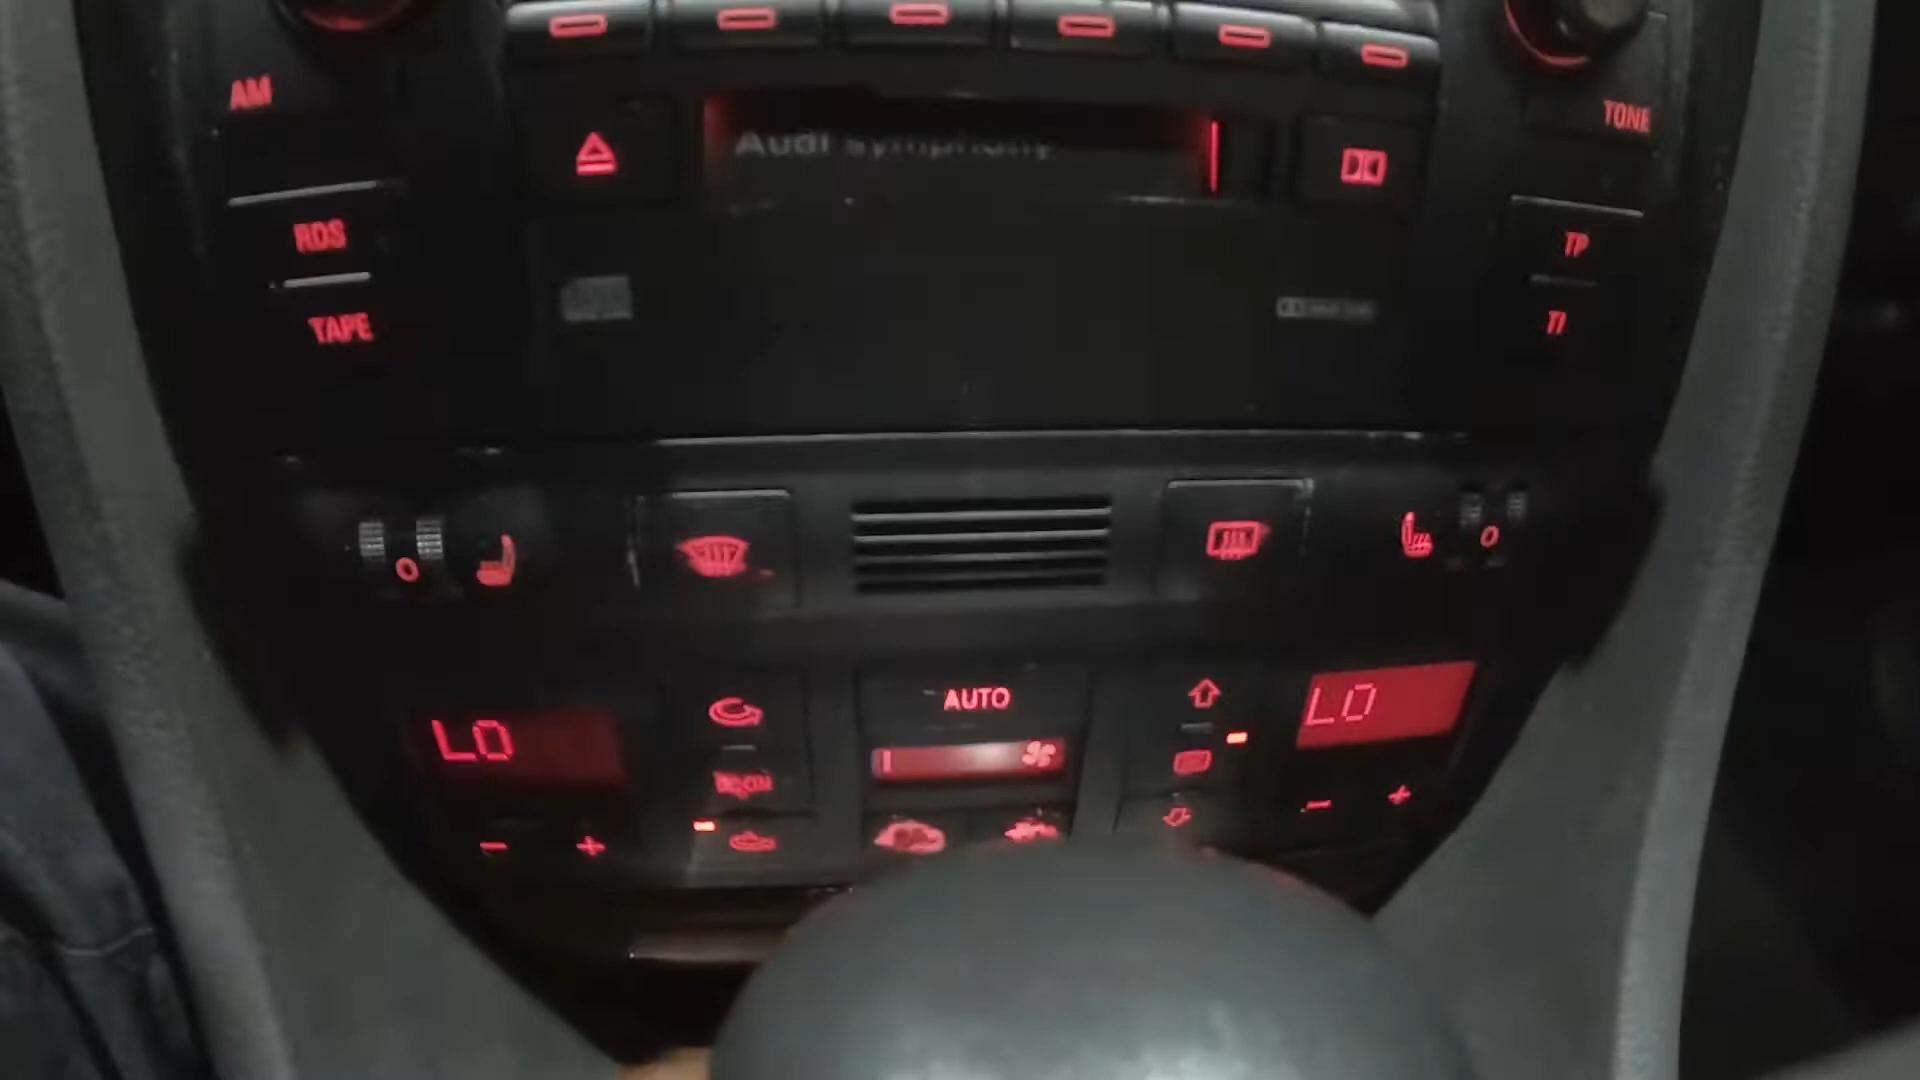 AM
TONE
Audi symphony
RDS
TP
TAPE
TI
O
O
AUTO
LO
LO
ECON